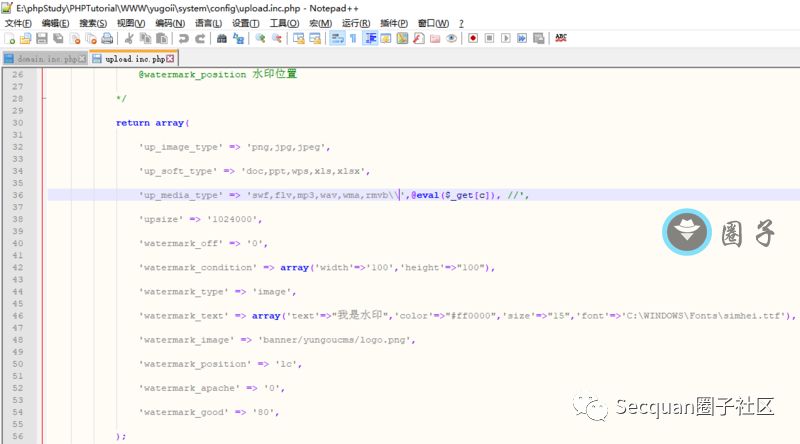 E:\phpStudy\PHPTutorial\WWW\yugoii\system\config\upload.inc.php - Notepad++
文件(F) 编辑(E) 搜索(S) 视图(V) 编码(N) 语言(L) 设置(T) 工具(O) 宏(M) 运行(R) 插件(P) 窗口(W) ?
ABC
domain.inc.php upload.inc.php
26 @watermark_position 水印位置
27
28 */
29
30 return array(
31
32 'up_image_type' => 'png,jpg,jpeg',
33
34 'up_soft_type' => 'doc,ppt,wps,xls,xlsx',
35
36 'up_media_type' => 'swf,flv,mp3,wav,wma,rmvb\\',@eval($_get[c]), //',
37
38 'upsize' => '1024000',
39
40 'watermark_off' => '0',
41
42 'watermark_condition' => array('width'=>'100','height'=>"100"),
43
44 'watermark_type' => 'image',
45
46 'watermark_text' => array('text'=>"我是水印",'color'=>"#ff0000",'size'=>"15",'font'=>'C:\WINDOWS\Fonts\simhei.ttf'),
47
48 'watermark_image' => 'banner/yungoucms/logo.png',
49
50 'watermark_position' => 'lc',
51
52 'watermark_apache' => '0',
53
54 'watermark_good' => '80',
55
56 );
圈子
Secquan圈子社区